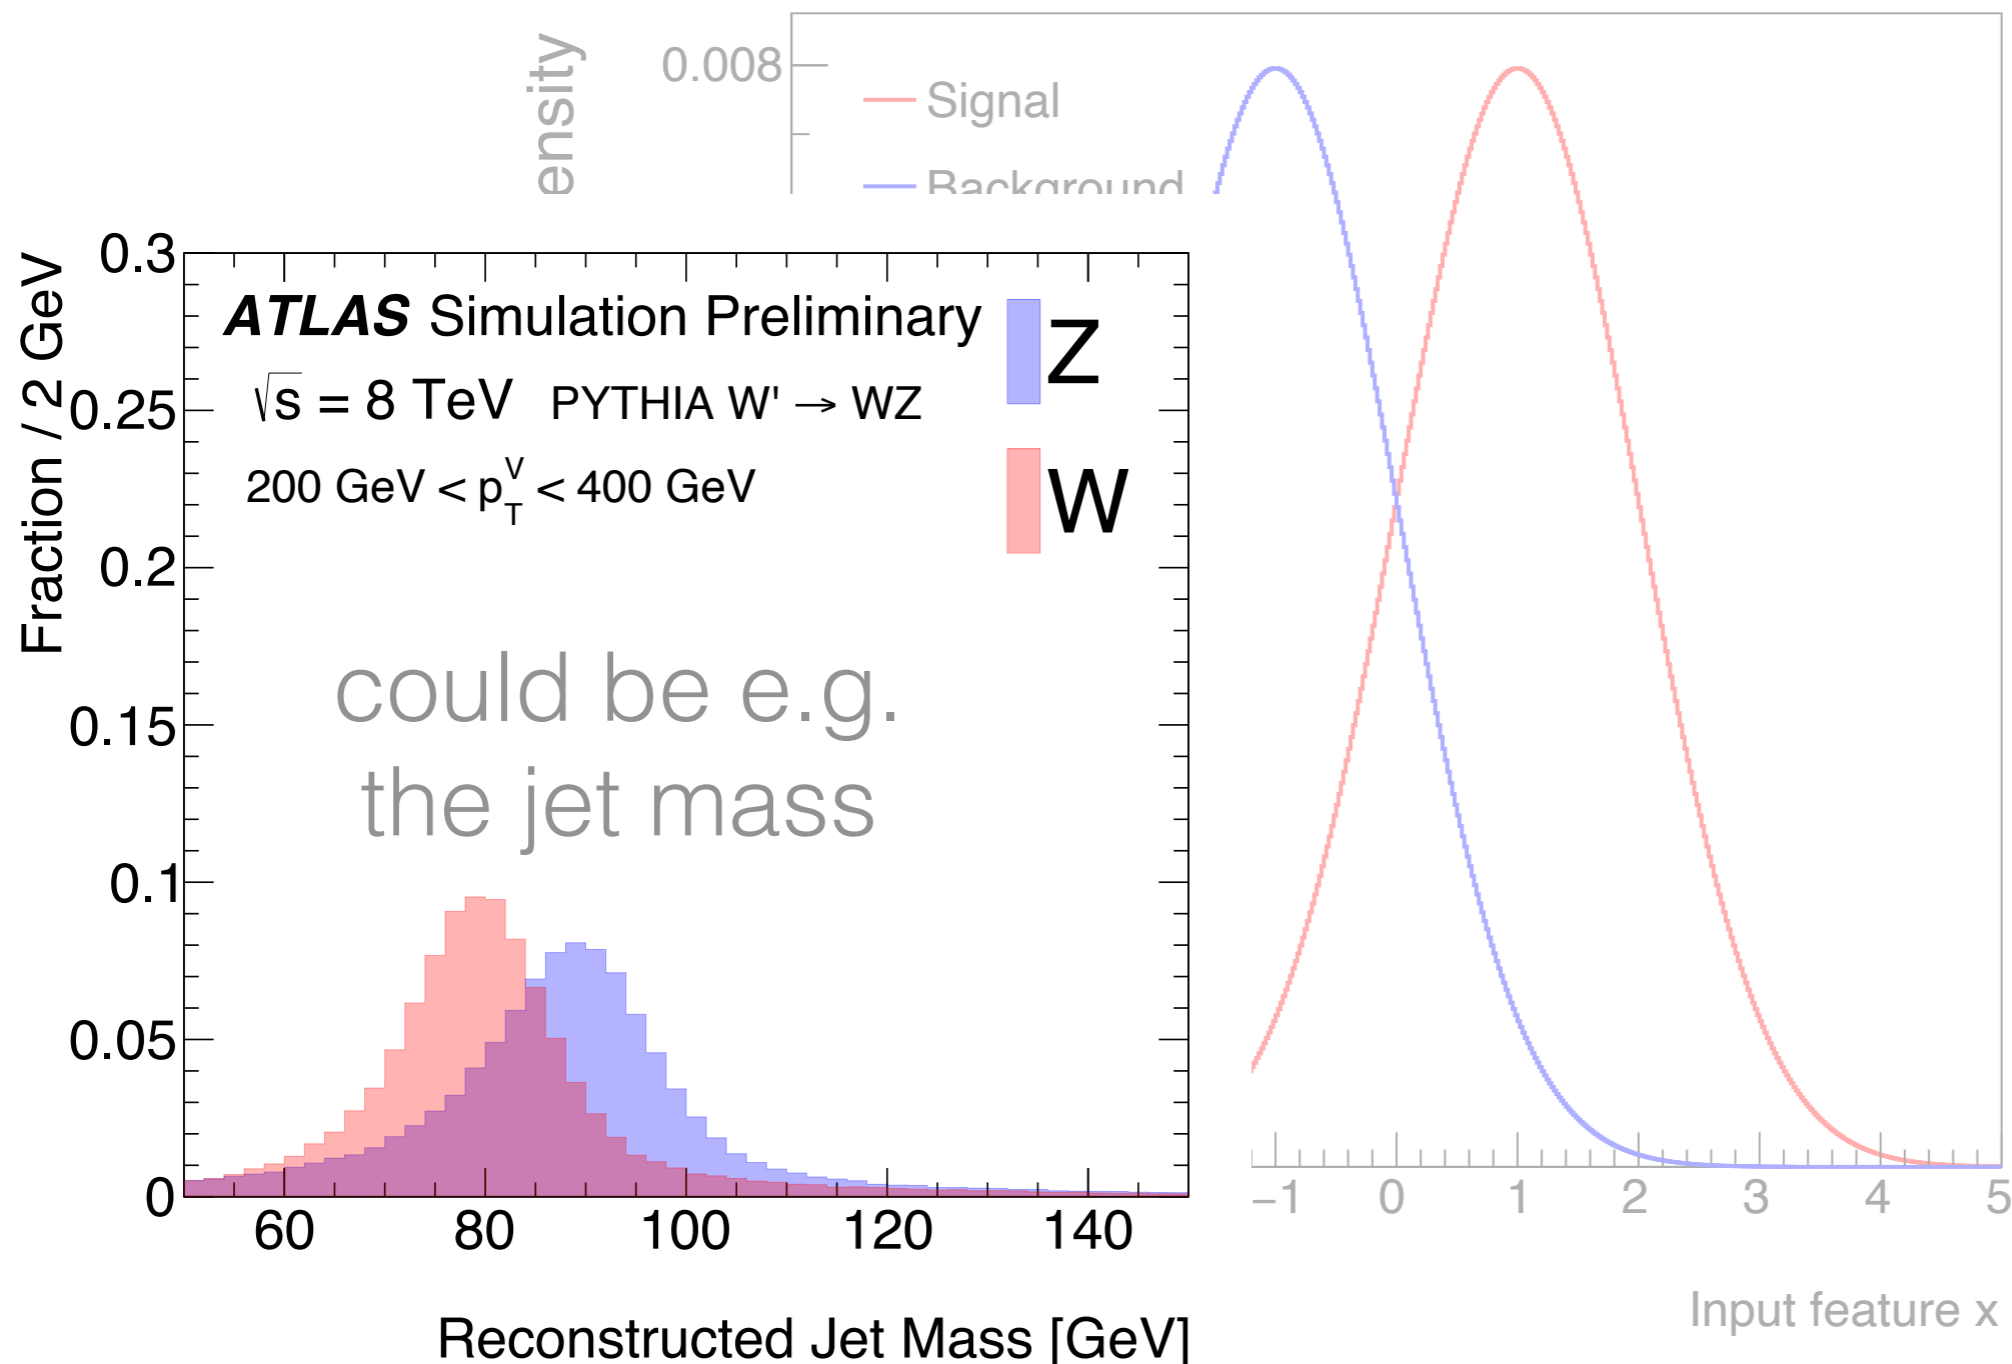 ensity
0.008
Signal
Background
Fraction / 2 GeV
0.3
0.25
0.2
0.15
0.1
0.05
0
ATLAS Simulation Preliminary
√s = 8 TeV PYTHIA W' → WZ
200 GeV < p_T^V < 400 GeV
Z
W
could be e.g.
the jet mass
60 80 100 120 140
Reconstructed Jet Mass [GeV]
−1 0 1 2 3 4 5
Input feature x